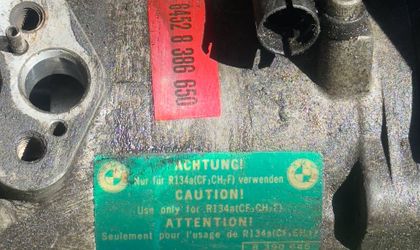 8452 8 386 650
ACHTUNG!
Nur für R134a(CF₃CH₂F) verwenden
CAUTION!
Use only for R134a(CF₃CH₂F)
ATTENTION!
Seulement pour l'usage de R134a(CF₃CH₂F)